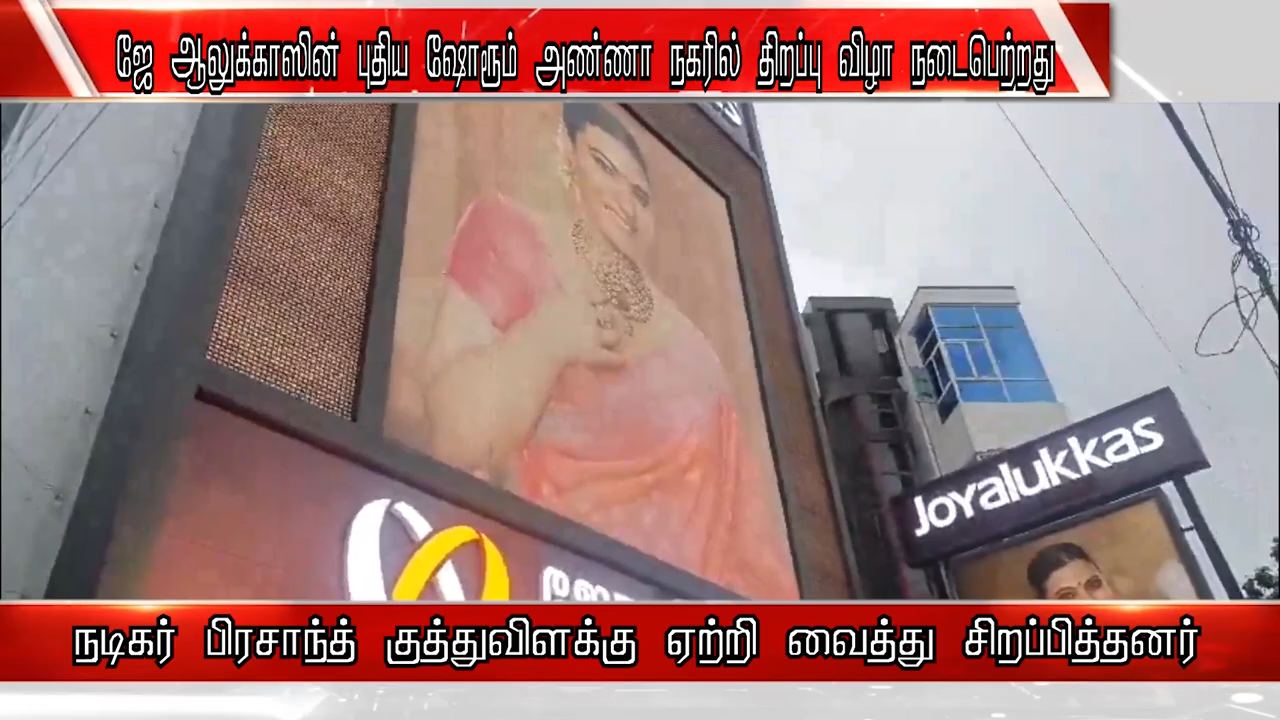 ஜே ஆலுக்காஸின் புதிய ஷோரூம் அண்ணா நகரில் திறப்பு விழா நடைபெற்றது
Joyalukkas
நடிகர் பிரசாந்த் குத்துவிளக்கு ஏற்றி வைத்து சிறப்பித்தனர்